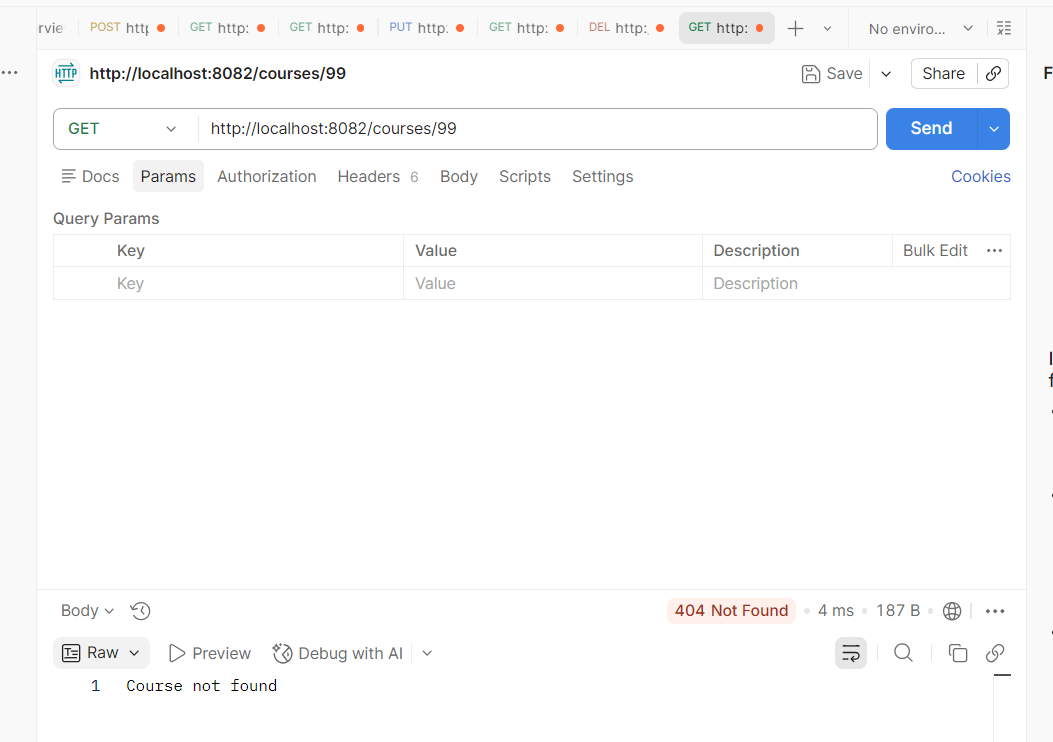 POST GET http: GET http: PUT http: GET http: DEL http: GET http: No enviro...
HTTP http://localhost:8082/courses/99 Save Share
GET http://localhost:8082/courses/99 Send
Docs Params Authorization Headers 6 Body Scripts Settings Cookies
Query Params
Key Value Description Bulk Edit
Key Value Description
Body 404 Not Found 4 ms 187 B
Raw Preview Debug with AI
1 Course not found